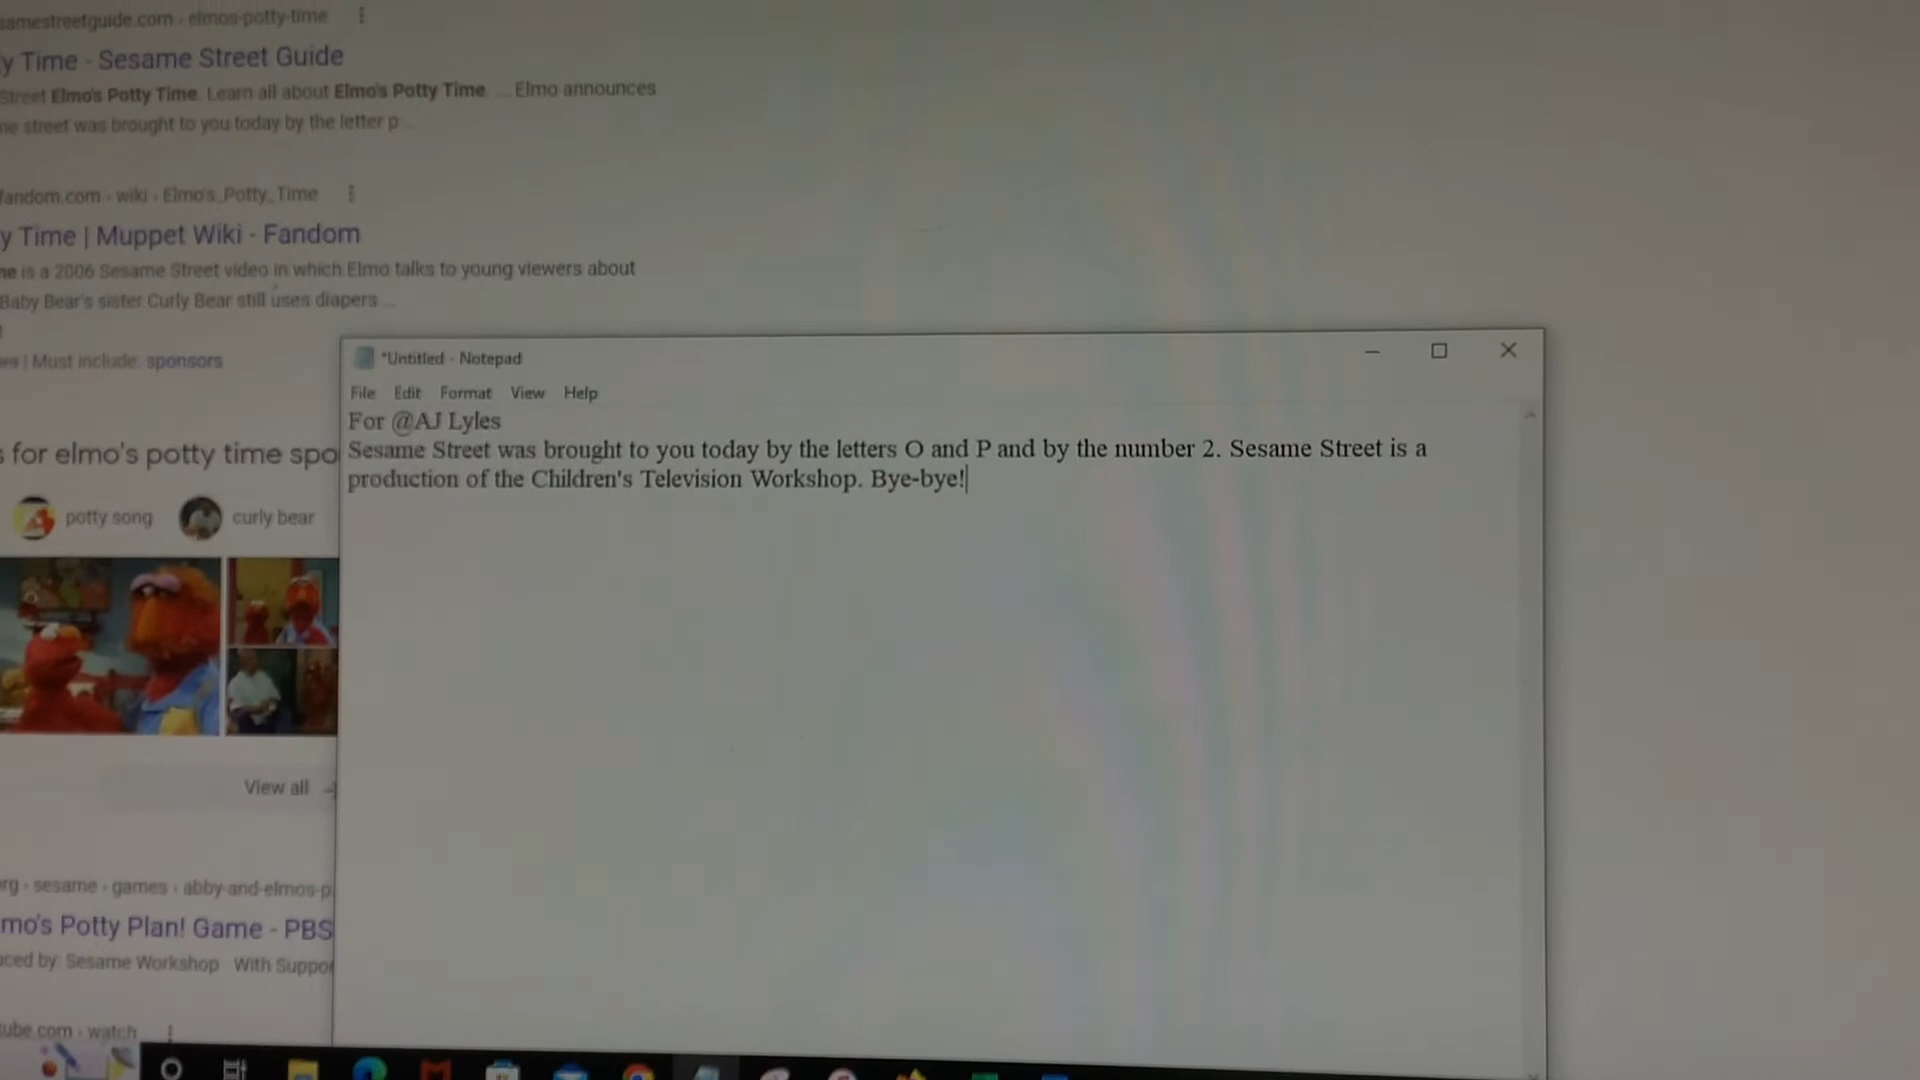 samestreetguide.com › elmos-potty-time
y Time - Sesame Street Guide
Street Elmo's Potty Time. Learn all about Elmo's Potty Time. ... Elmo announces
me street was brought to you today by the letter p ...
fandom.com › wiki › Elmo's_Potty_Time
y Time | Muppet Wiki - Fandom
me is a 2006 Sesame Street video in which Elmo talks to young viewers about
Baby Bear's sister Curly Bear still uses diapers ...
| Must include: sponsors
*Untitled - Notepad
File Edit Format View Help
For @AJ Lyles
Sesame Street was brought to you today by the letters O and P and by the number 2. Sesame Street is a
production of the Children's Television Workshop. Bye-bye!
s for elmo's potty time spo
potty song curly bear
View all
rg › sesame › games › abby-and-elmos-p
mo's Potty Plan! Game - PBS
ced by: Sesame Workshop With Suppor
tube.com › watch